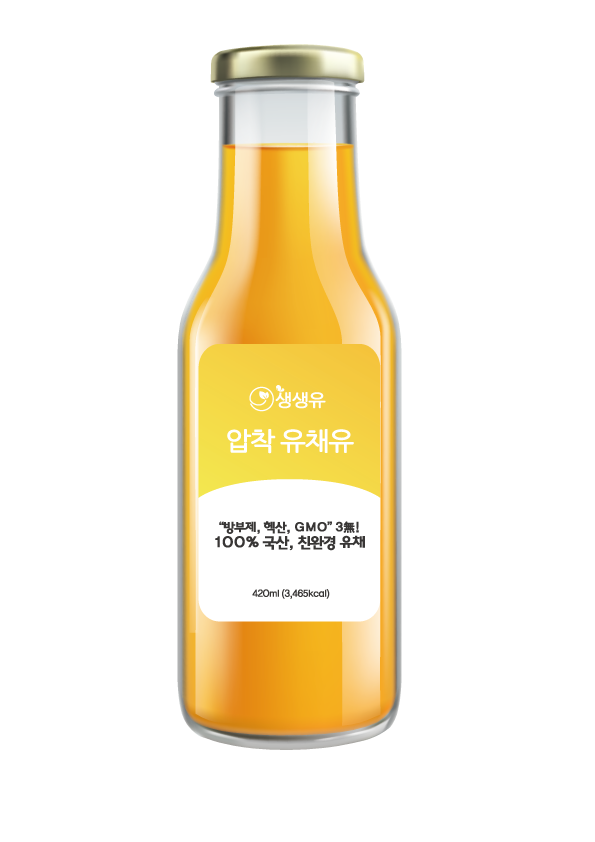 생생유
압착 유채유
“방부제, 헥산, GMO” 3無!
100% 국산, 친환경 유채
420ml (3,465kcal)